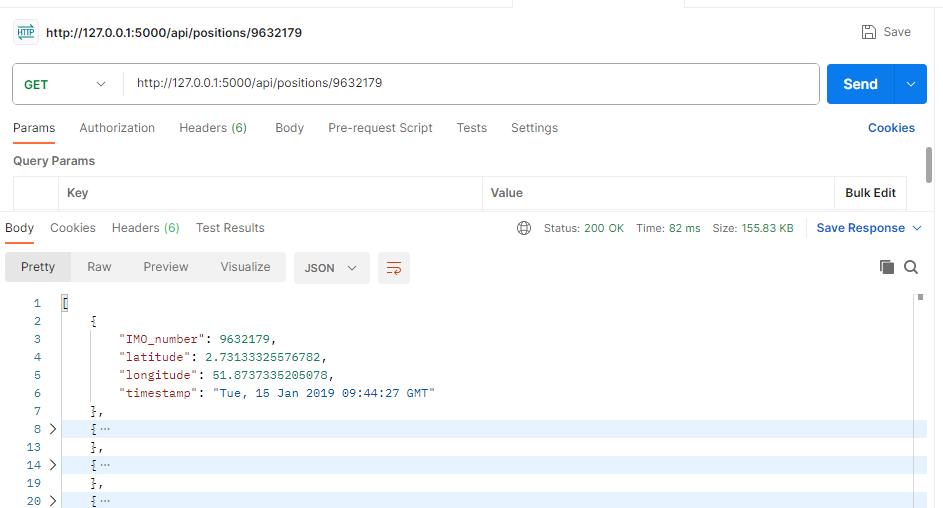 HTTP http://127.0.0.1:5000/api/positions/9632179 Save
GET http://127.0.0.1:5000/api/positions/9632179 Send
Params Authorization Headers (6) Body Pre-request Script Tests Settings Cookies
Query Params
Key Value Bulk Edit
Body Cookies Headers (6) Test Results Status: 200 OK Time: 82 ms Size: 155.83 KB Save Response
Pretty Raw Preview Visualize JSON
1 [
2 {
3 "IMO_number": 9632179,
4 "latitude": 2.73133325576782,
5 "longitude": 51.8737335205078,
6 "timestamp": "Tue, 15 Jan 2019 09:44:27 GMT"
7 },
8 { ...
13 },
14 { ...
19 },
20 { ...